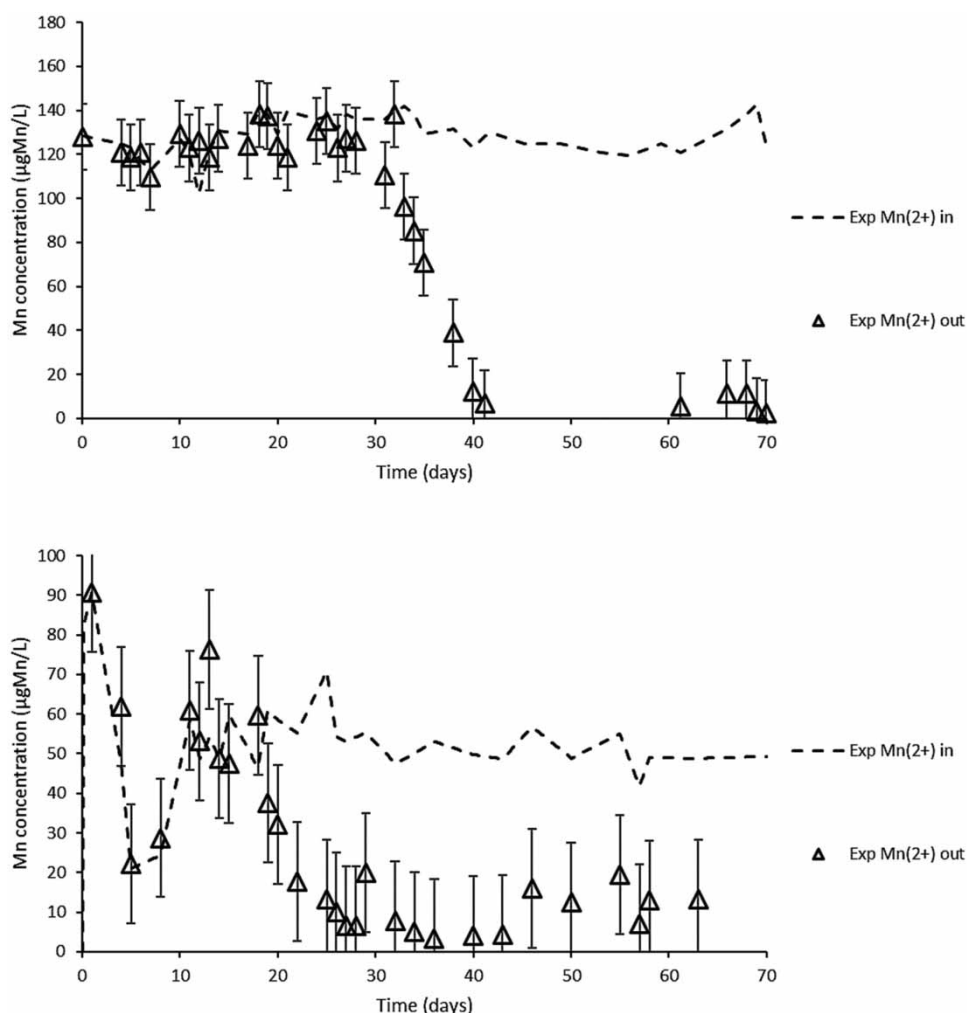 180
160
140
120
100
80
60
40
20
0
Mn concentration (µgMn/L)
0 10 20 30 40 50 60 70
Time (days)
Exp Mn(2+) in
Exp Mn(2+) out
100
90
80
70
60
50
40
30
20
10
0
Mn concentration (µgMn/L)
0 10 20 30 40 50 60 70
Time (days)
Exp Mn(2+) in
Exp Mn(2+) out